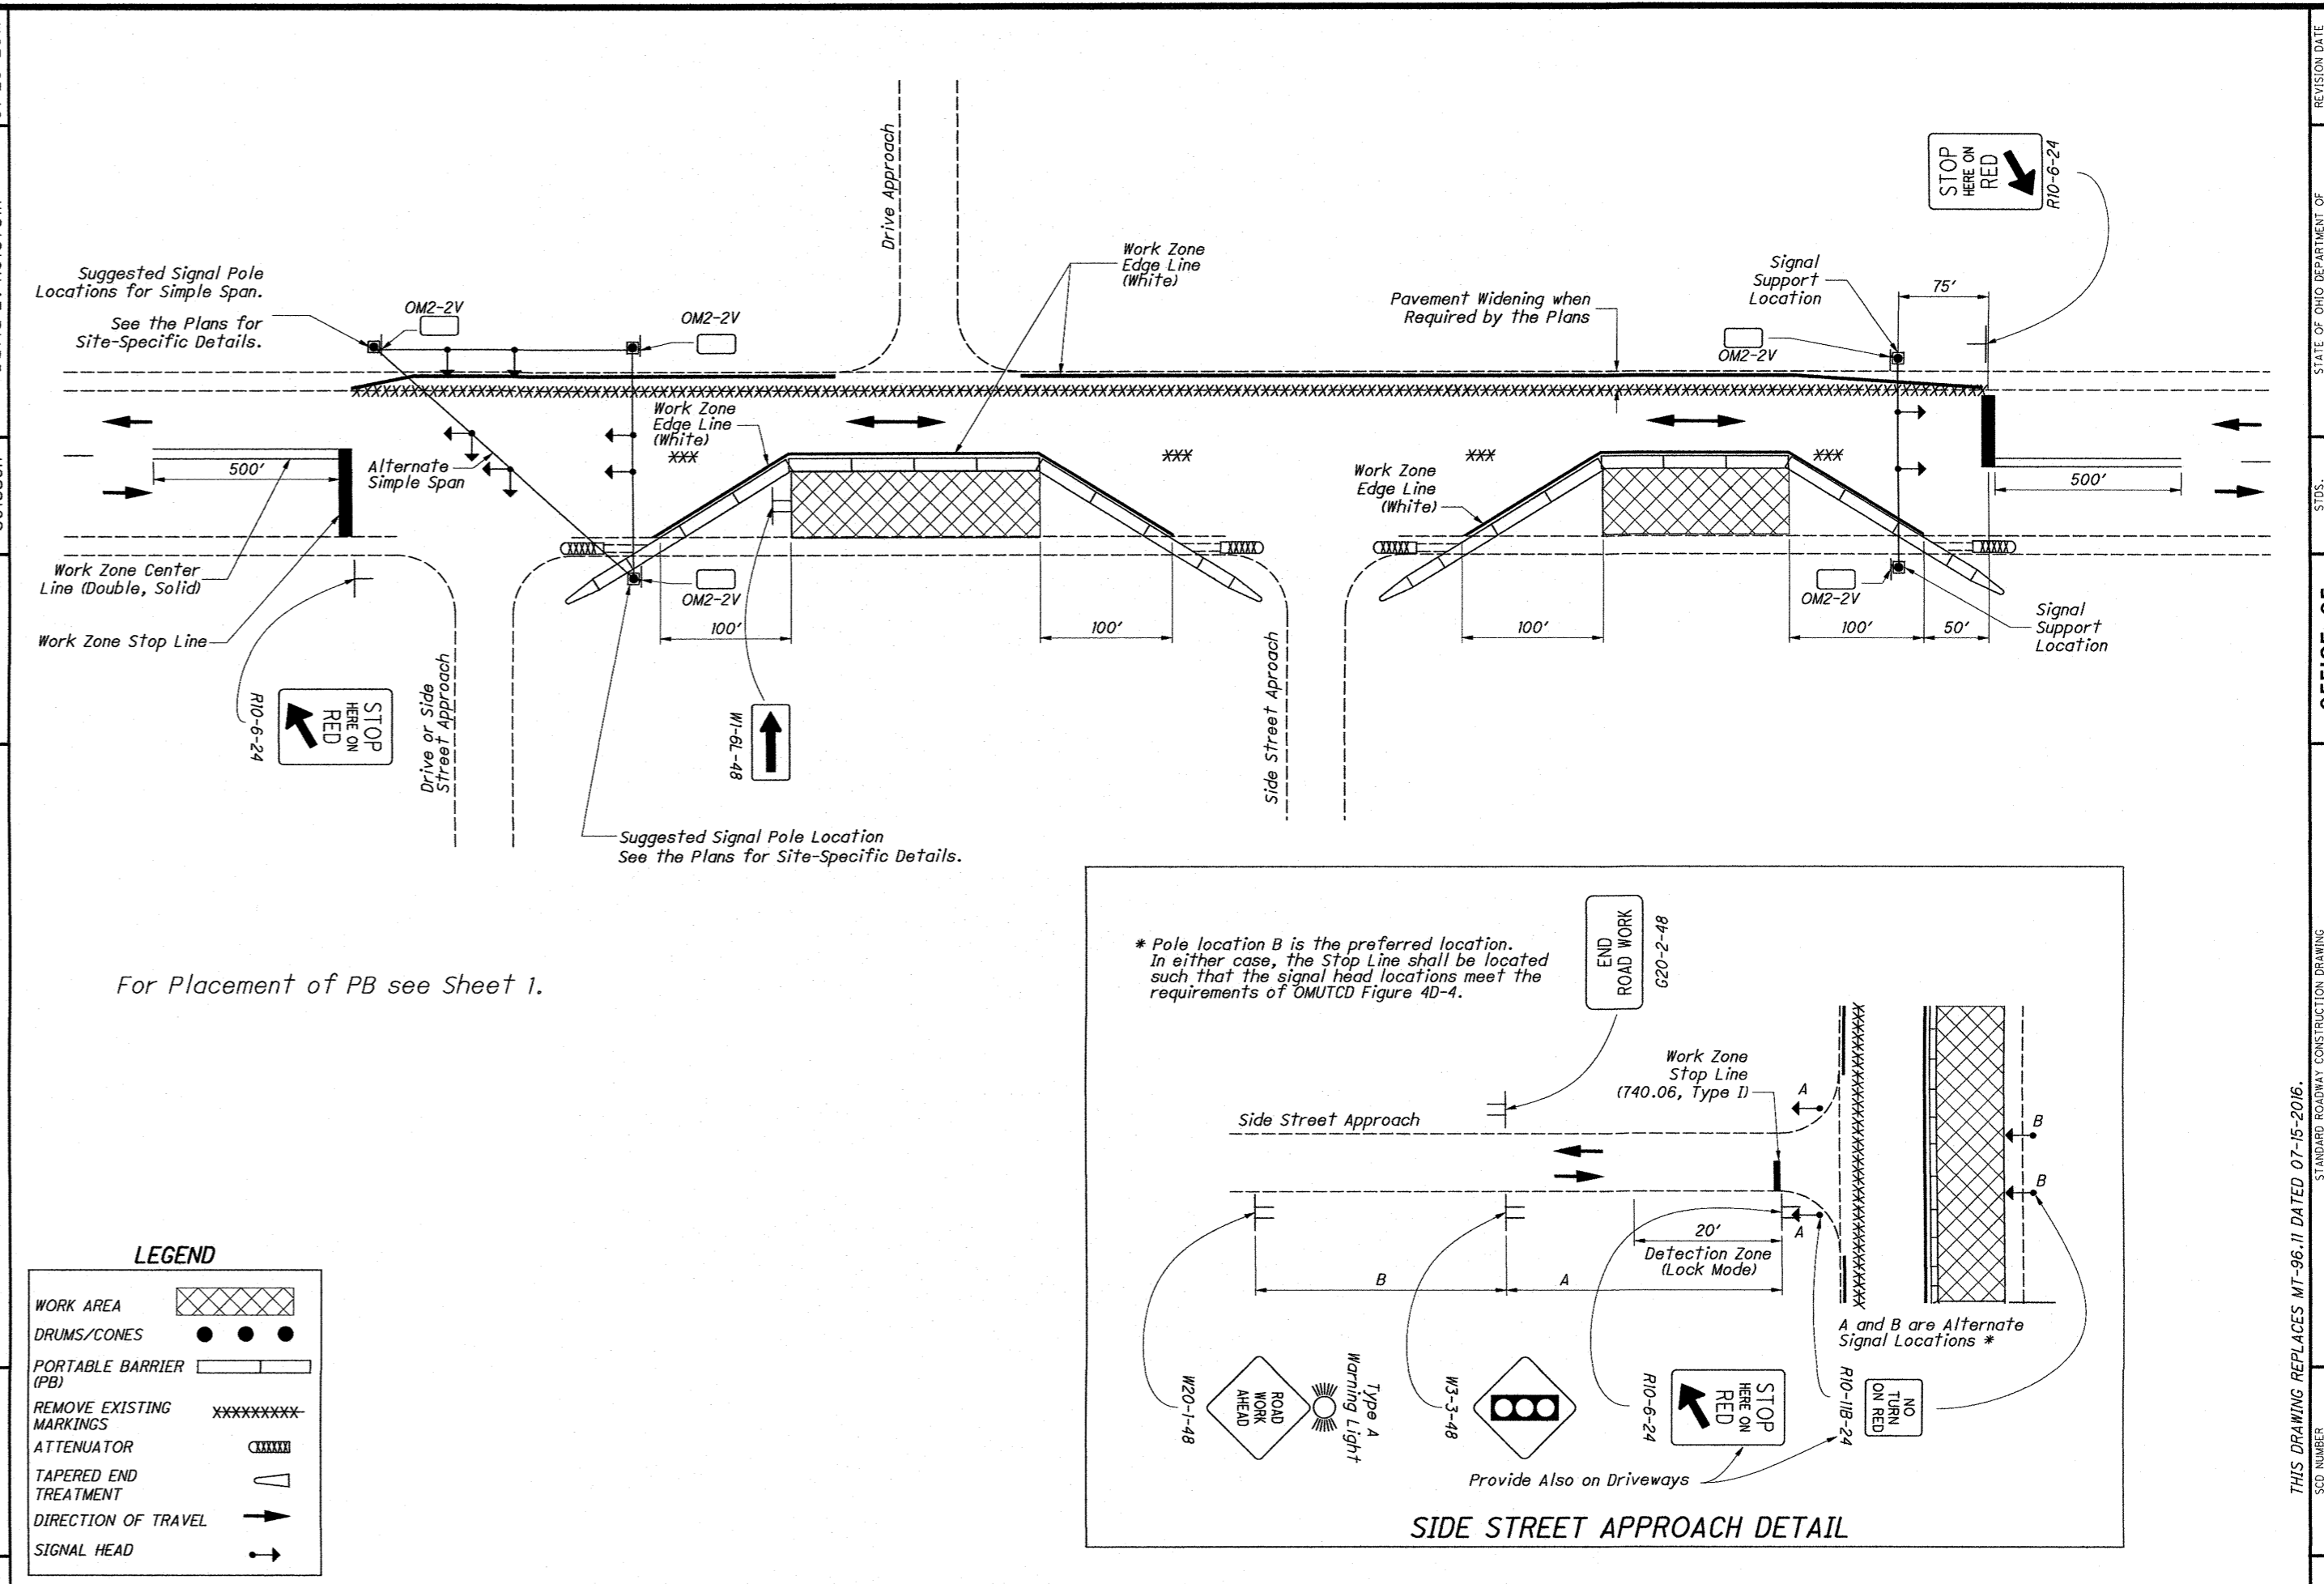 Suggested Signal Pole
Locations for Simple Span.
See the Plans for
Site-Specific Details.
OM2-2V
OM2-2V
Drive Approach
Work Zone
Edge Line
(White)
Pavement Widening when
Required by the Plans
Signal
Support
Location
75'
OM2-2V
STOP
HERE ON
RED
R10-6-24
Work Zone
Edge Line
(White)
XXX
XXX
XXX
XXX
500'
Alternate
Simple Span
Work Zone
Edge Line
(White)
500'
Work Zone Center
Line (Double, Solid)
Work Zone Stop Line
OM2-2V
100'
100'
100'
100'
50'
OM2-2V
Signal
Support
Location
R10-6-24
STOP
HERE ON
RED
Drive or Side
Street Approach
W1-6L-48
Side Street Aproach
Suggested Signal Pole Location
See the Plans for Site-Specific Details.
For Placement of PB see Sheet 1.
* Pole location B is the preferred location.
In either case, the Stop Line shall be located
such that the signal head locations meet the
requirements of OMUTCD Figure 4D-4.
END
ROAD WORK
G20-2-48
Work Zone
Stop Line
(740.06, Type I)
Side Street Approach
A
B
B
A
20'
Detection Zone
(Lock Mode)
B
A
A and B are Alternate
Signal Locations *
W20-1-48
ROAD
WORK
AHEAD
Type A
Warning Light
W3-3-48
R10-6-24
STOP
HERE ON
RED
R10-11B-24
NO
TURN
ON RED
Provide Also on Driveways
SIDE STREET APPROACH DETAIL
LEGEND
WORK AREA
DRUMS/CONES
PORTABLE BARRIER
(PB)
REMOVE EXISTING
MARKINGS
XXXXXXXXX
ATTENUATOR
TAPERED END
TREATMENT
DIRECTION OF TRAVEL
SIGNAL HEAD
THIS DRAWING REPLACES MT-96.11 DATED 07-15-2016.
REVISION DATE
STATE OF OHIO DEPARTMENT OF
STDS.
STANDARD ROADWAY CONSTRUCTION DRAWING
SCD NUMBER